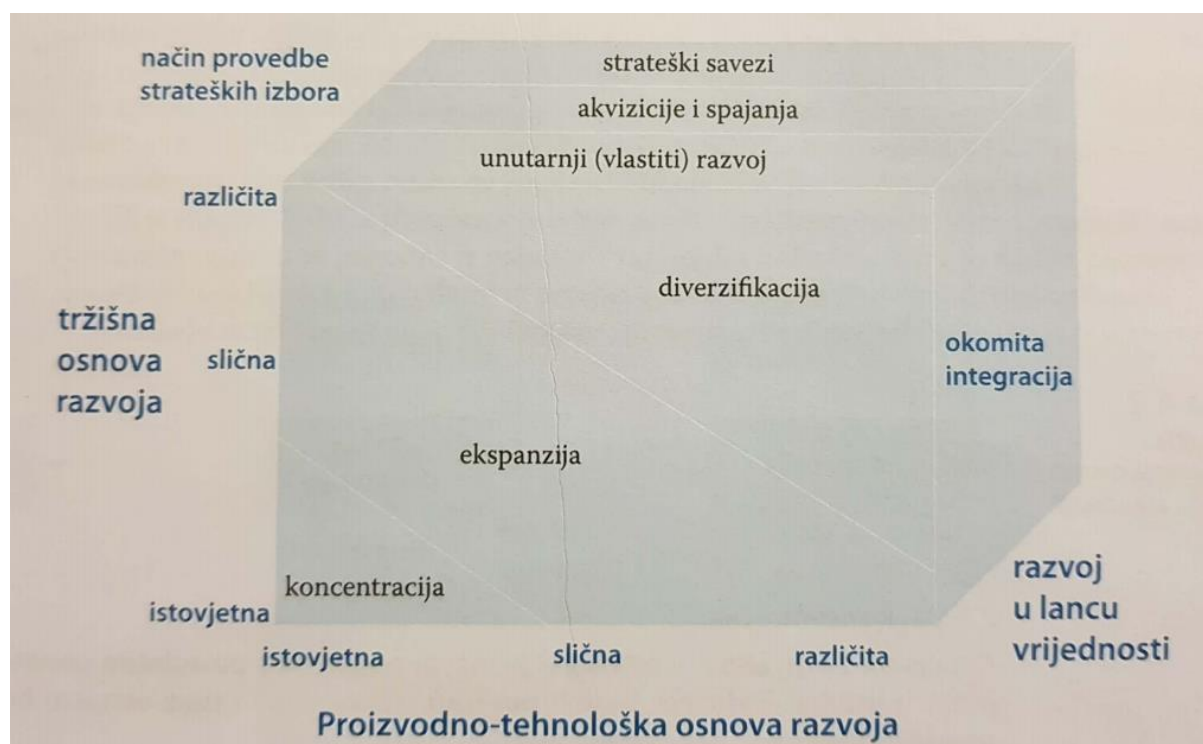 način provedbe
strateških izbora
strateški savezi
akvizicije i spajanja
unutarnji (vlastiti) razvoj
različita
diverzifikacija
tržišna
osnova
razvoja
slična
okomita
integracija
ekspanzija
koncentracija
istovjetna
istovjetna
slična
različita
razvoj
u lancu
vrijednosti
Proizvodno-tehnološka osnova razvoja